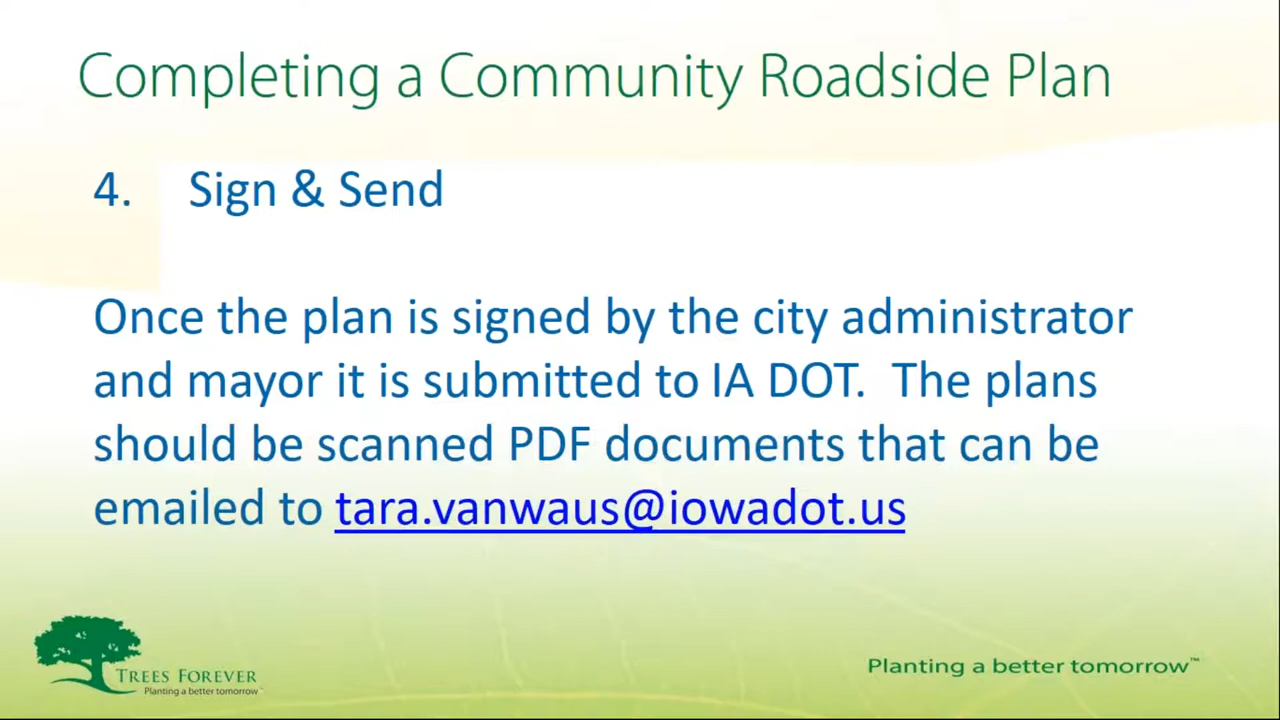 Completing a Community Roadside Plan
4. Sign & Send
Once the plan is signed by the city administrator
and mayor it is submitted to IA DOT.  The plans
should be scanned PDF documents that can be
emailed to tara.vanwaus@iowadot.us
TREES FOREVER
Planting a better tomorrow™
Planting a better tomorrow™